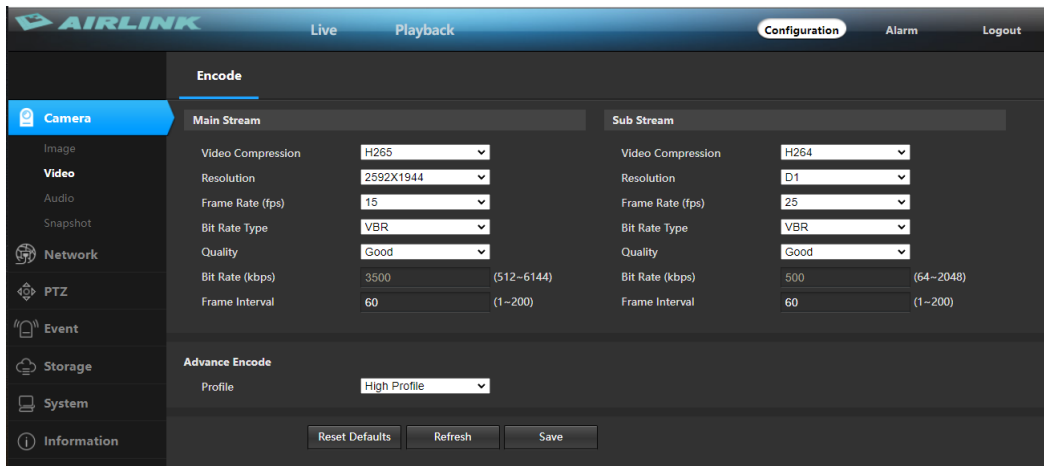 AIRLINK
Live Playback Configuration Alarm Logout
Encode
Camera
Image
Video
Audio
Snapshot
Network
PTZ
Event
Storage
System
Information
Main Stream
Video Compression H265
Resolution 2592X1944
Frame Rate (fps) 15
Bit Rate Type VBR
Quality Good
Bit Rate (kbps) 3500 (512~6144)
Frame Interval 60 (1~200)
Sub Stream
Video Compression H264
Resolution D1
Frame Rate (fps) 25
Bit Rate Type VBR
Quality Good
Bit Rate (kbps) 500 (64~2048)
Frame Interval 60 (1~200)
Advance Encode
Profile High Profile
Reset Defaults Refresh Save